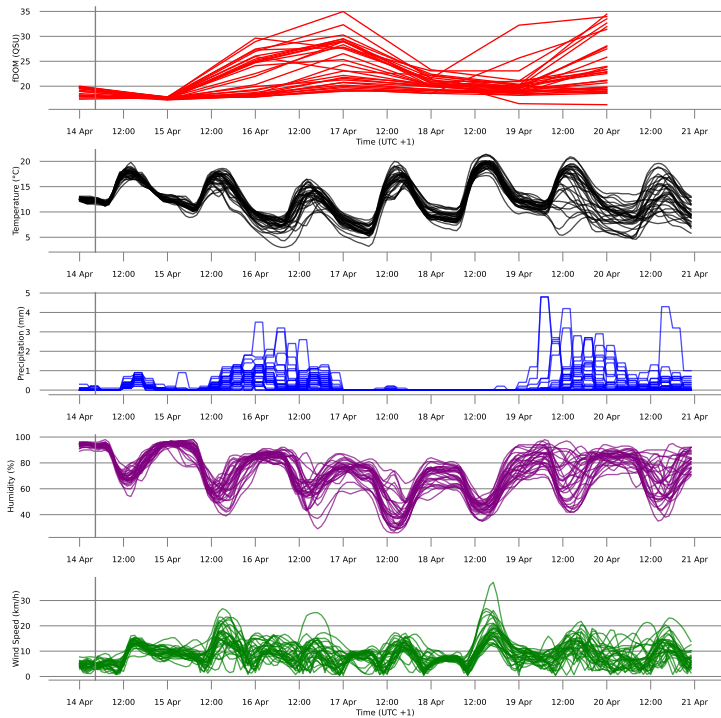 fDOM (QSU)
35
30
25
20
14 Apr 12:00 15 Apr 12:00 16 Apr 12:00 17 Apr 12:00 18 Apr 12:00 19 Apr 12:00 20 Apr 12:00 21 Apr
Time (UTC +1)
Temperature (°C)
20
15
10
5
14 Apr 12:00 15 Apr 12:00 16 Apr 12:00 17 Apr 12:00 18 Apr 12:00 19 Apr 12:00 20 Apr 12:00 21 Apr
Precipitation (mm)
5
4
3
2
1
0
14 Apr 12:00 15 Apr 12:00 16 Apr 12:00 17 Apr 12:00 18 Apr 12:00 19 Apr 12:00 20 Apr 12:00 21 Apr
Humidity (%)
100
80
60
40
14 Apr 12:00 15 Apr 12:00 16 Apr 12:00 17 Apr 12:00 18 Apr 12:00 19 Apr 12:00 20 Apr 12:00 21 Apr
Wind Speed (km/h)
30
20
10
0
14 Apr 12:00 15 Apr 12:00 16 Apr 12:00 17 Apr 12:00 18 Apr 12:00 19 Apr 12:00 20 Apr 12:00 21 Apr
Time (UTC +1)